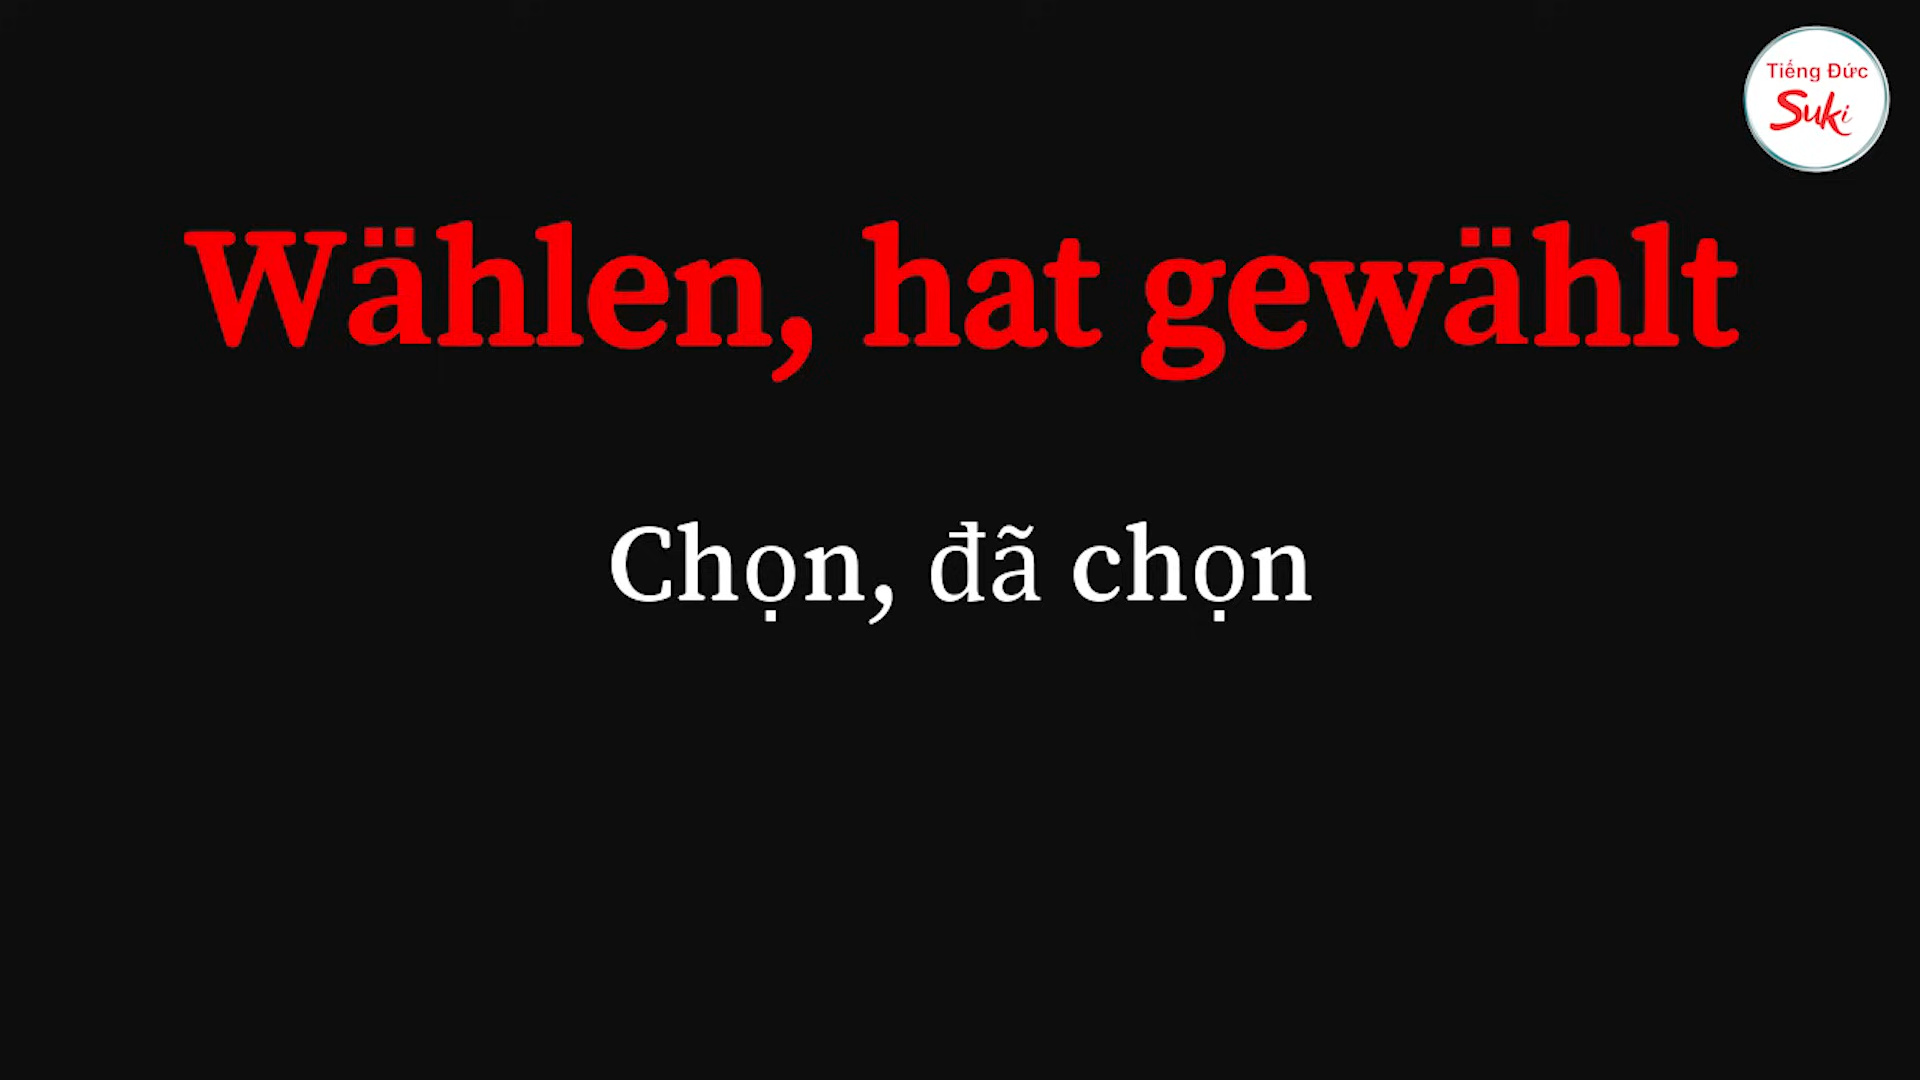 Tiếng Đức
Suki
Wählen, hat gewählt
Chọn, đã chọn